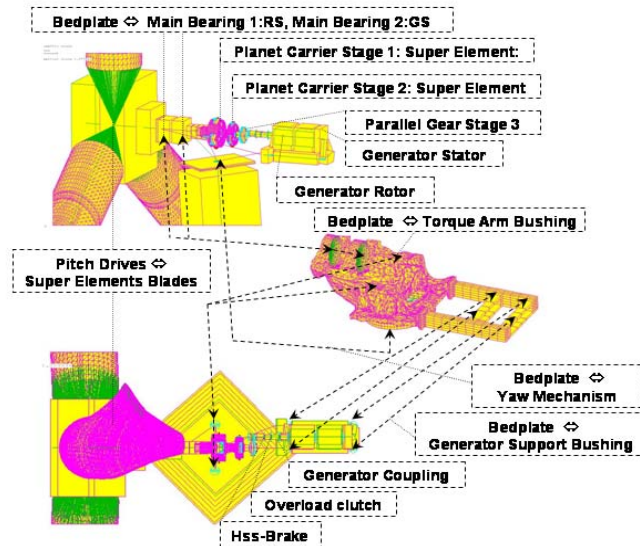 Bedplate ⇔ Main Bearing 1:RS, Main Bearing 2:GS
Planet Carrier Stage 1: Super Element:
Planet Carrier Stage 2: Super Element
Parallel Gear Stage 3
Generator Stator
Generator Rotor
Bedplate ⇔ Torque Arm Bushing
Pitch Drives ⇔
Super Elements Blades
Bedplate ⇔
Yaw Mechanism
Bedplate ⇔
Generator Support Bushing
Generator Coupling
Overload clutch
Hss-Brake